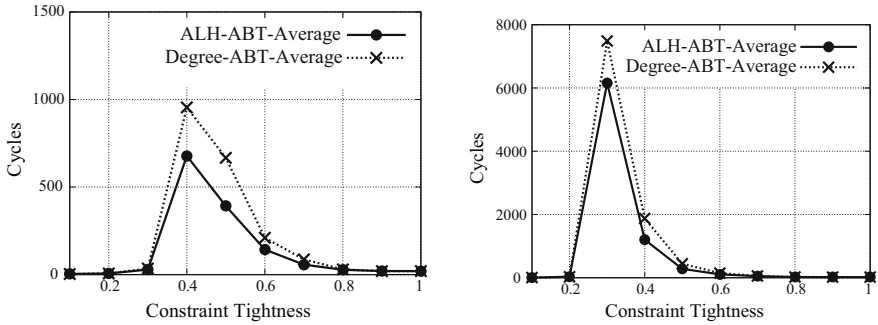 1500
ALH-ABT-Average
Degree-ABT-Average
1000
500
0
Cycles
0.2
0.4
0.6
0.8
1
Constraint Tightness
8000
ALH-ABT-Average
Degree-ABT-Average
6000
4000
2000
0
Cycles
0.2
0.4
0.6
0.8
1
Constraint Tightness